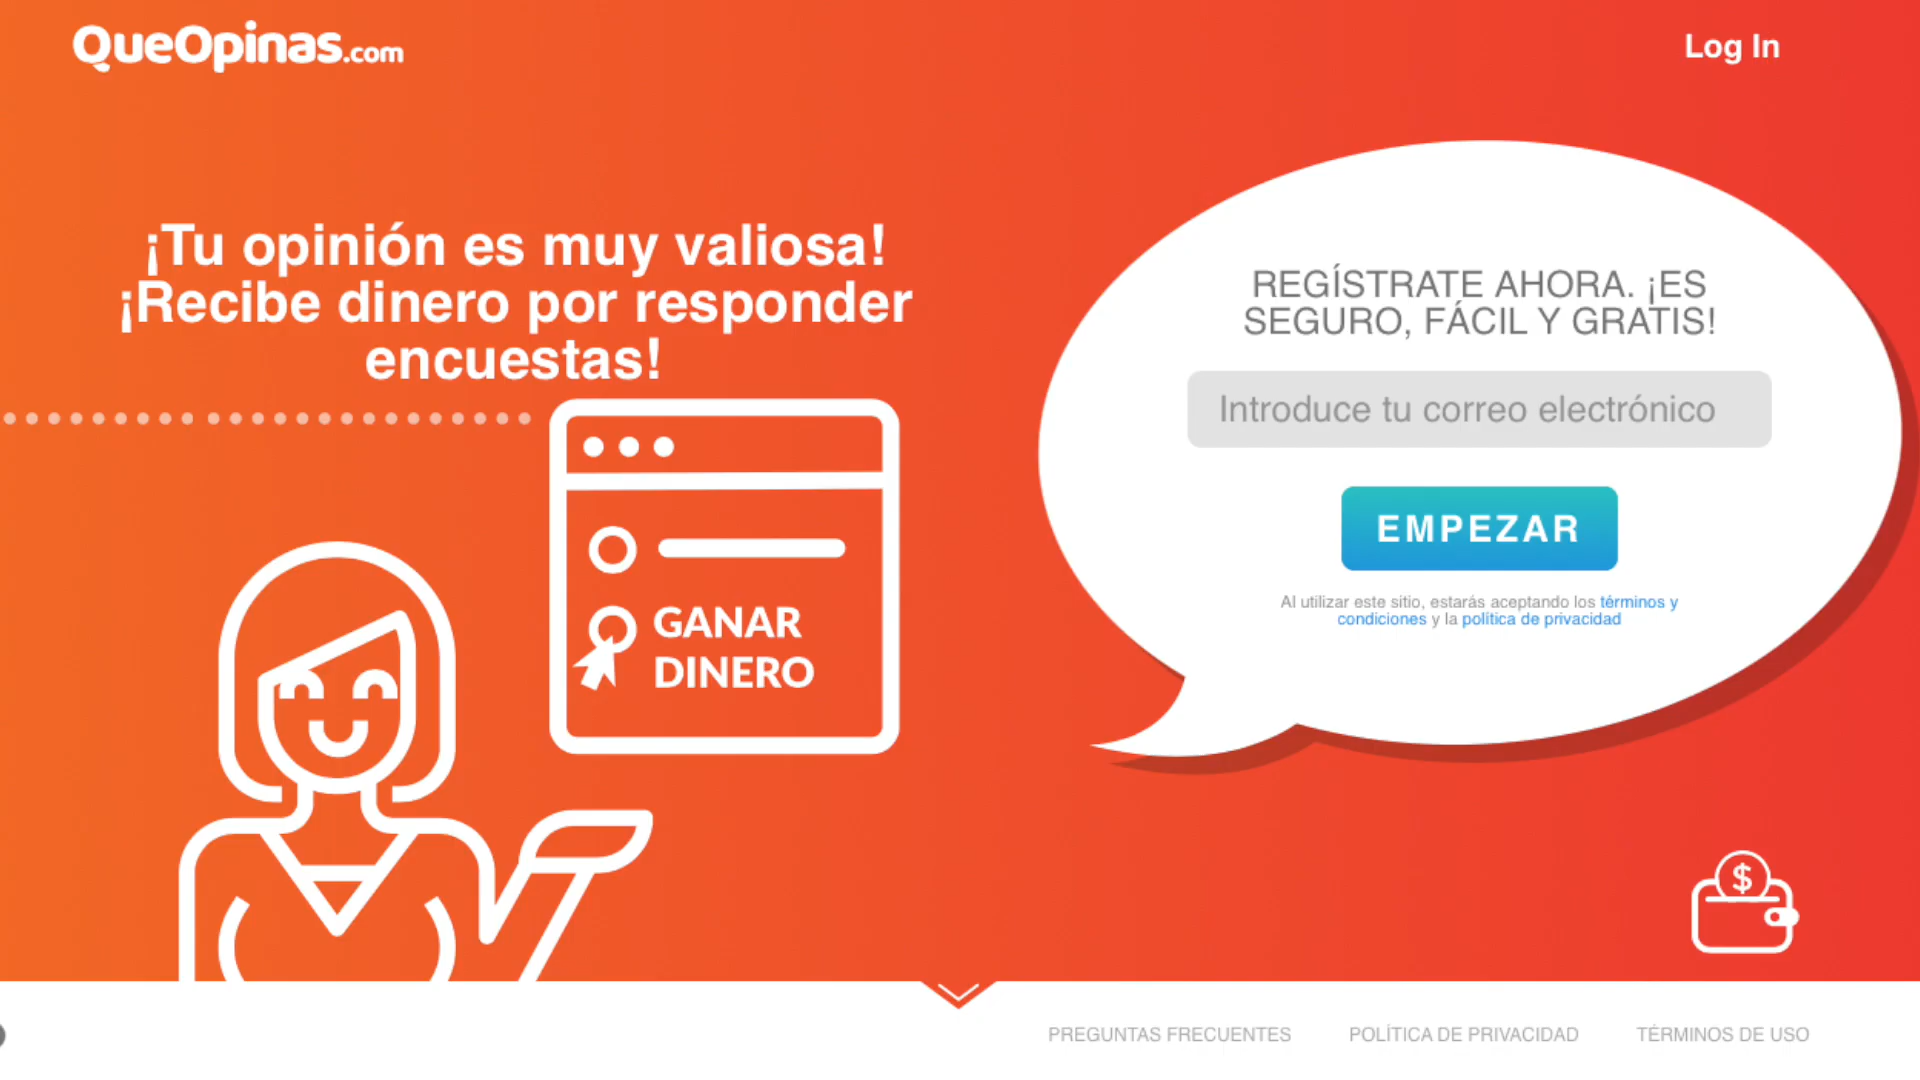 QueOpinas.com
Log In
¡Tu opinión es muy valiosa!
¡Recibe dinero por responder
encuestas!
GANAR
DINERO
REGÍSTRATE AHORA. ¡ES
SEGURO, FÁCIL Y GRATIS!
Introduce tu correo electrónico
EMPEZAR
Al utilizar este sitio, estarás aceptando los términos y
condiciones y la política de privacidad
$
PREGUNTAS FRECUENTES
POLÍTICA DE PRIVACIDAD
TÉRMINOS DE USO